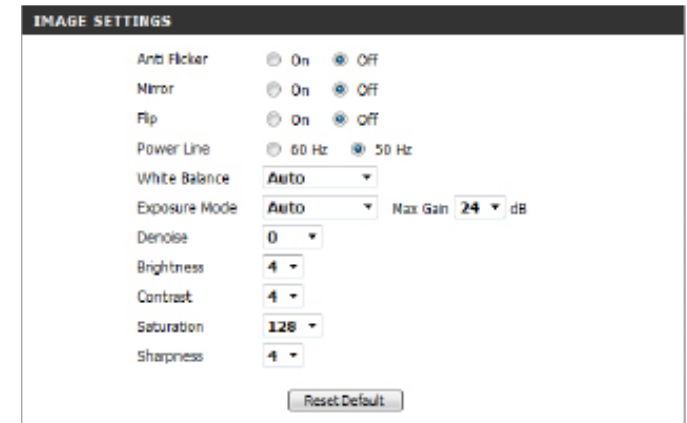 IMAGE SETTINGS
Anti Flicker On Off
Mirror On Off
Flip On Off
Power Line 60 Hz 50 Hz
White Balance Auto
Exposure Mode Auto Max Gain 24 dB
Denoise 0
Brightness 4
Contrast 4
Saturation 128
Sharpness 4
Reset Default